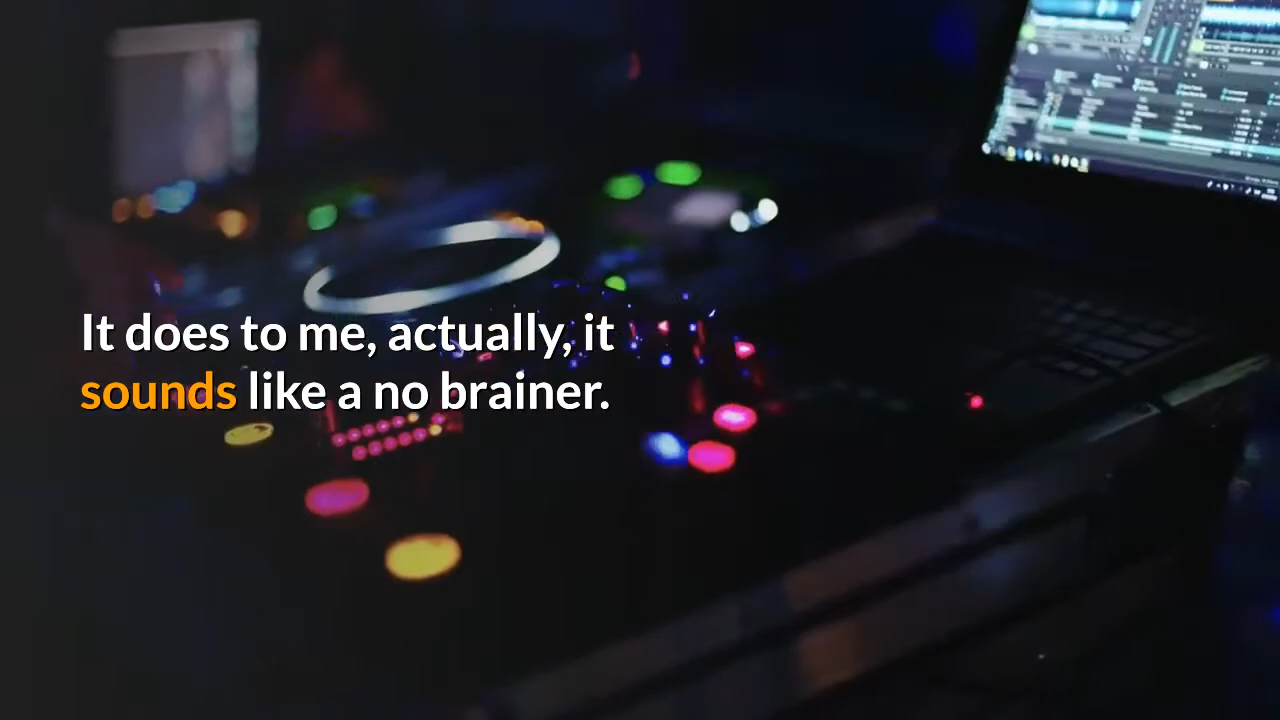 It does to me, actually, it
sounds like a no brainer.